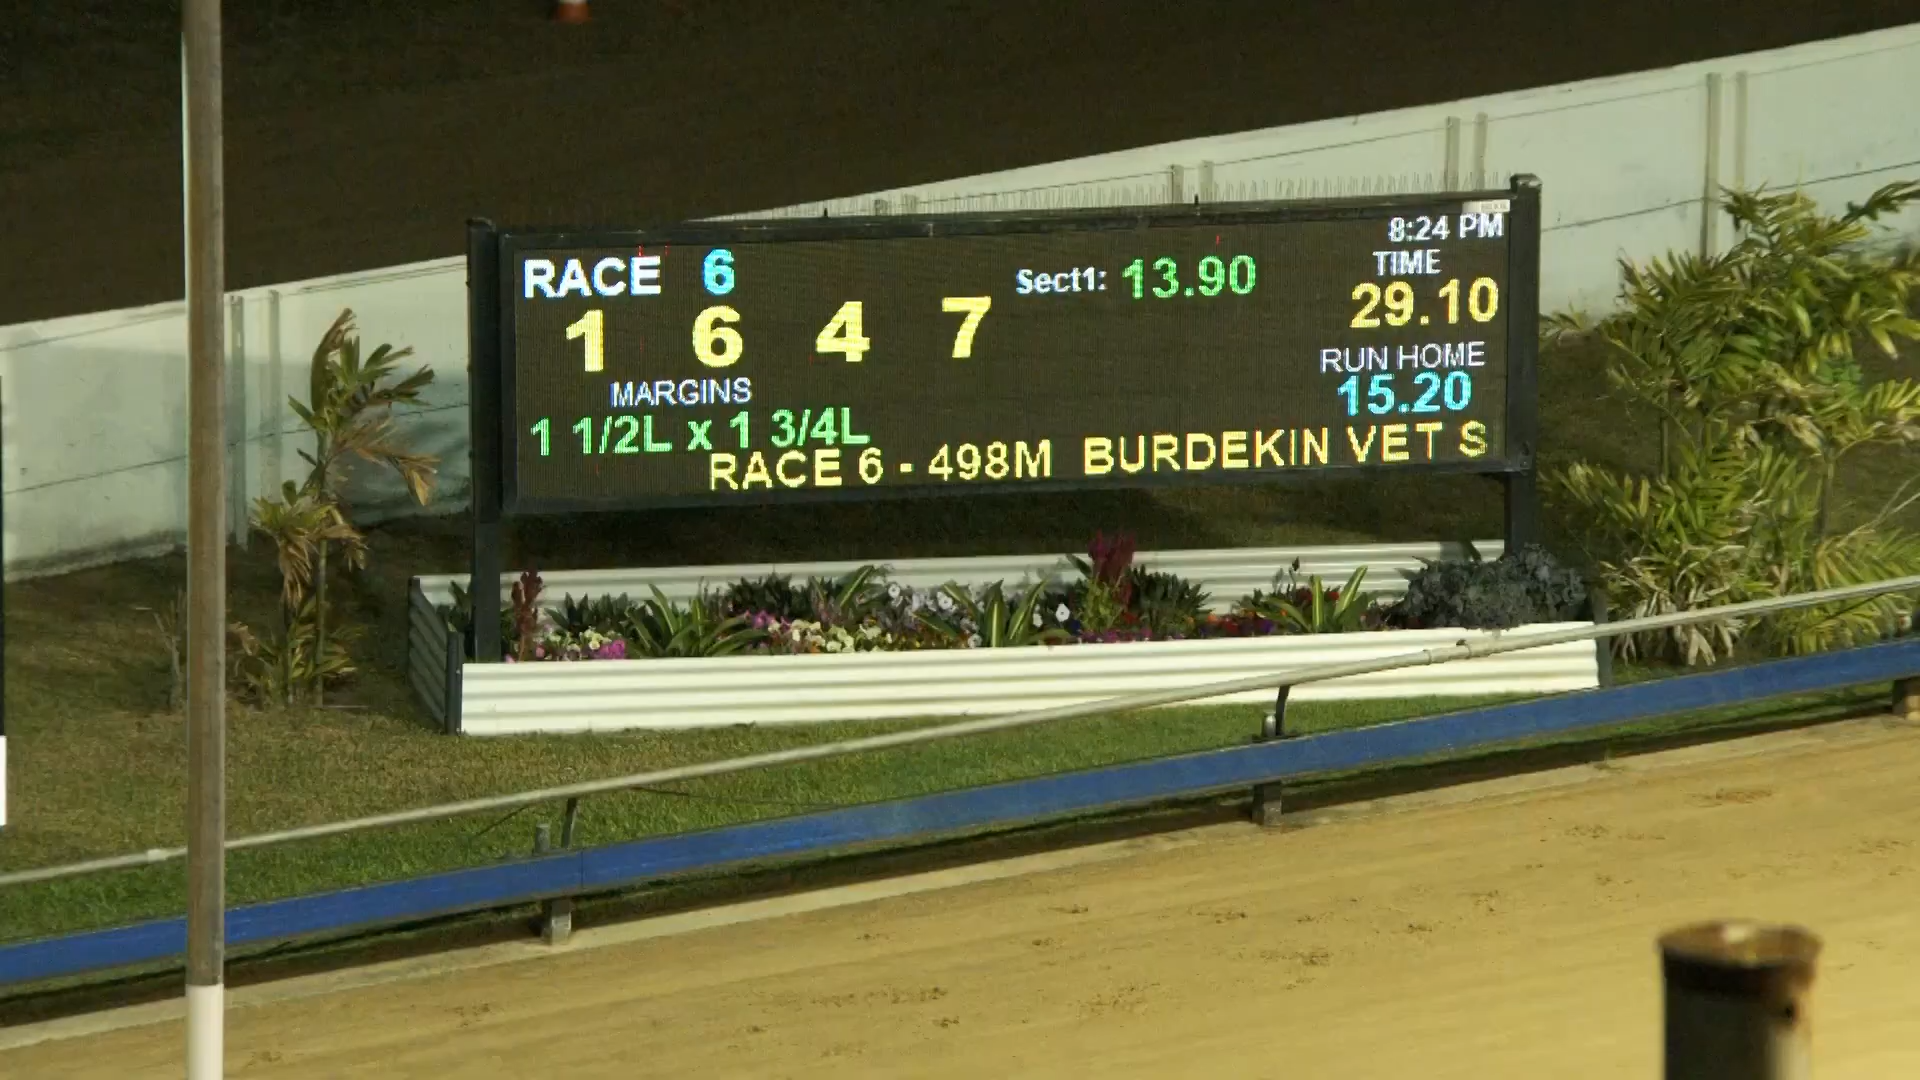 8:24 PM
RACE 6
Sect1: 13.90
TIME
29.10
1 6 4 7
RUN HOME
15.20
MARGINS
1 1/2L x 1 3/4L
RACE 6 - 498M BURDEKIN VET S